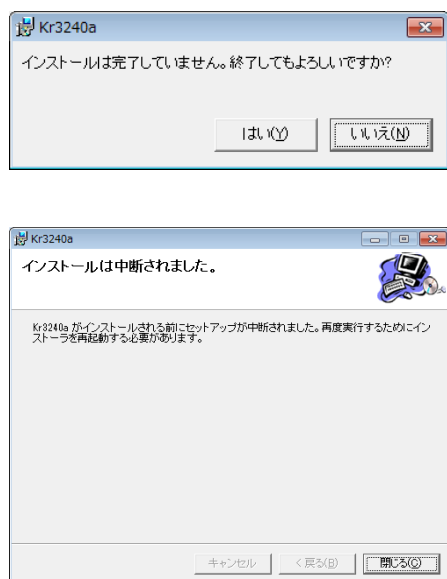 Kr3240a
インストールは完了していません。終了してもよろしいですか?
はい(Y)
いいえ(N)
Kr3240a
インストールは中断されました。
Kr3240a がインストールされる前にセットアップが中断されました。再度実行するためにイン
ストーラを再起動する必要があります。
キャンセル
< 戻る(B)
閉じる(C)